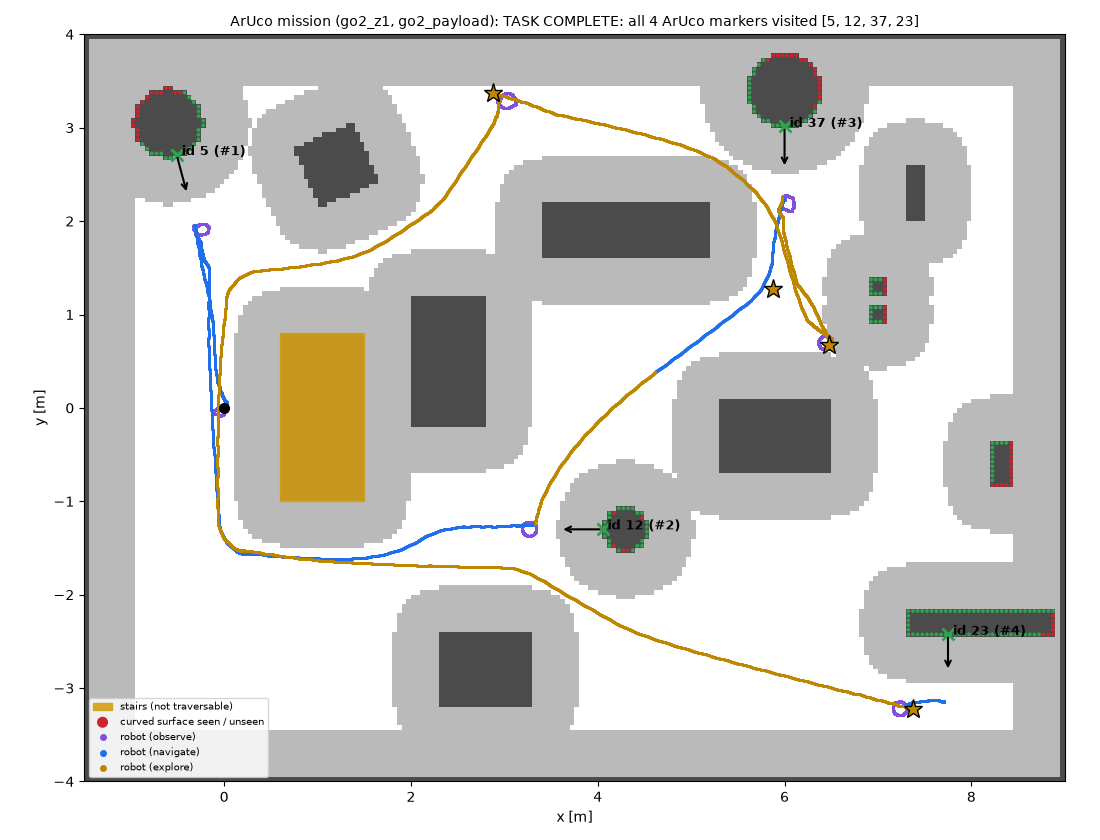 ArUco mission (go2_z1, go2_payload): TASK COMPLETE: all 4 ArUco markers visited [5, 12, 37, 23]
4
3
2
1
0
−1
−2
−3
−4
y [m]
id 5 (#1)
id 37 (#3)
id 12 (#2)
id 23 (#4)
stairs (not traversable)
curved surface seen / unseen
robot (observe)
robot (navigate)
robot (explore)
0
2
4
6
8
x [m]